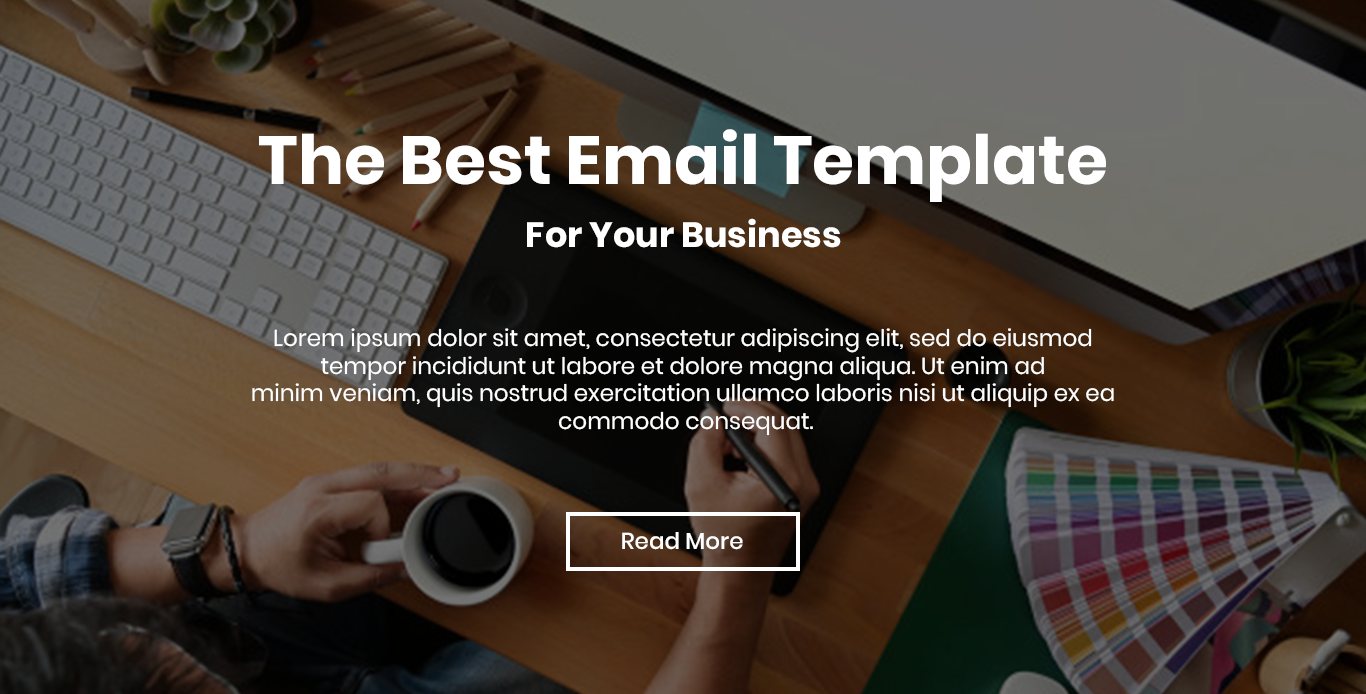 The Best Email Template
For Your Business
Lorem ipsum dolor sit amet, consectetur adipiscing elit, sed do eiusmod
tempor incididunt ut labore et dolore magna aliqua. Ut enim ad
minim veniam, quis nostrud exercitation ullamco laboris nisi ut aliquip ex ea
commodo consequat.
Read More